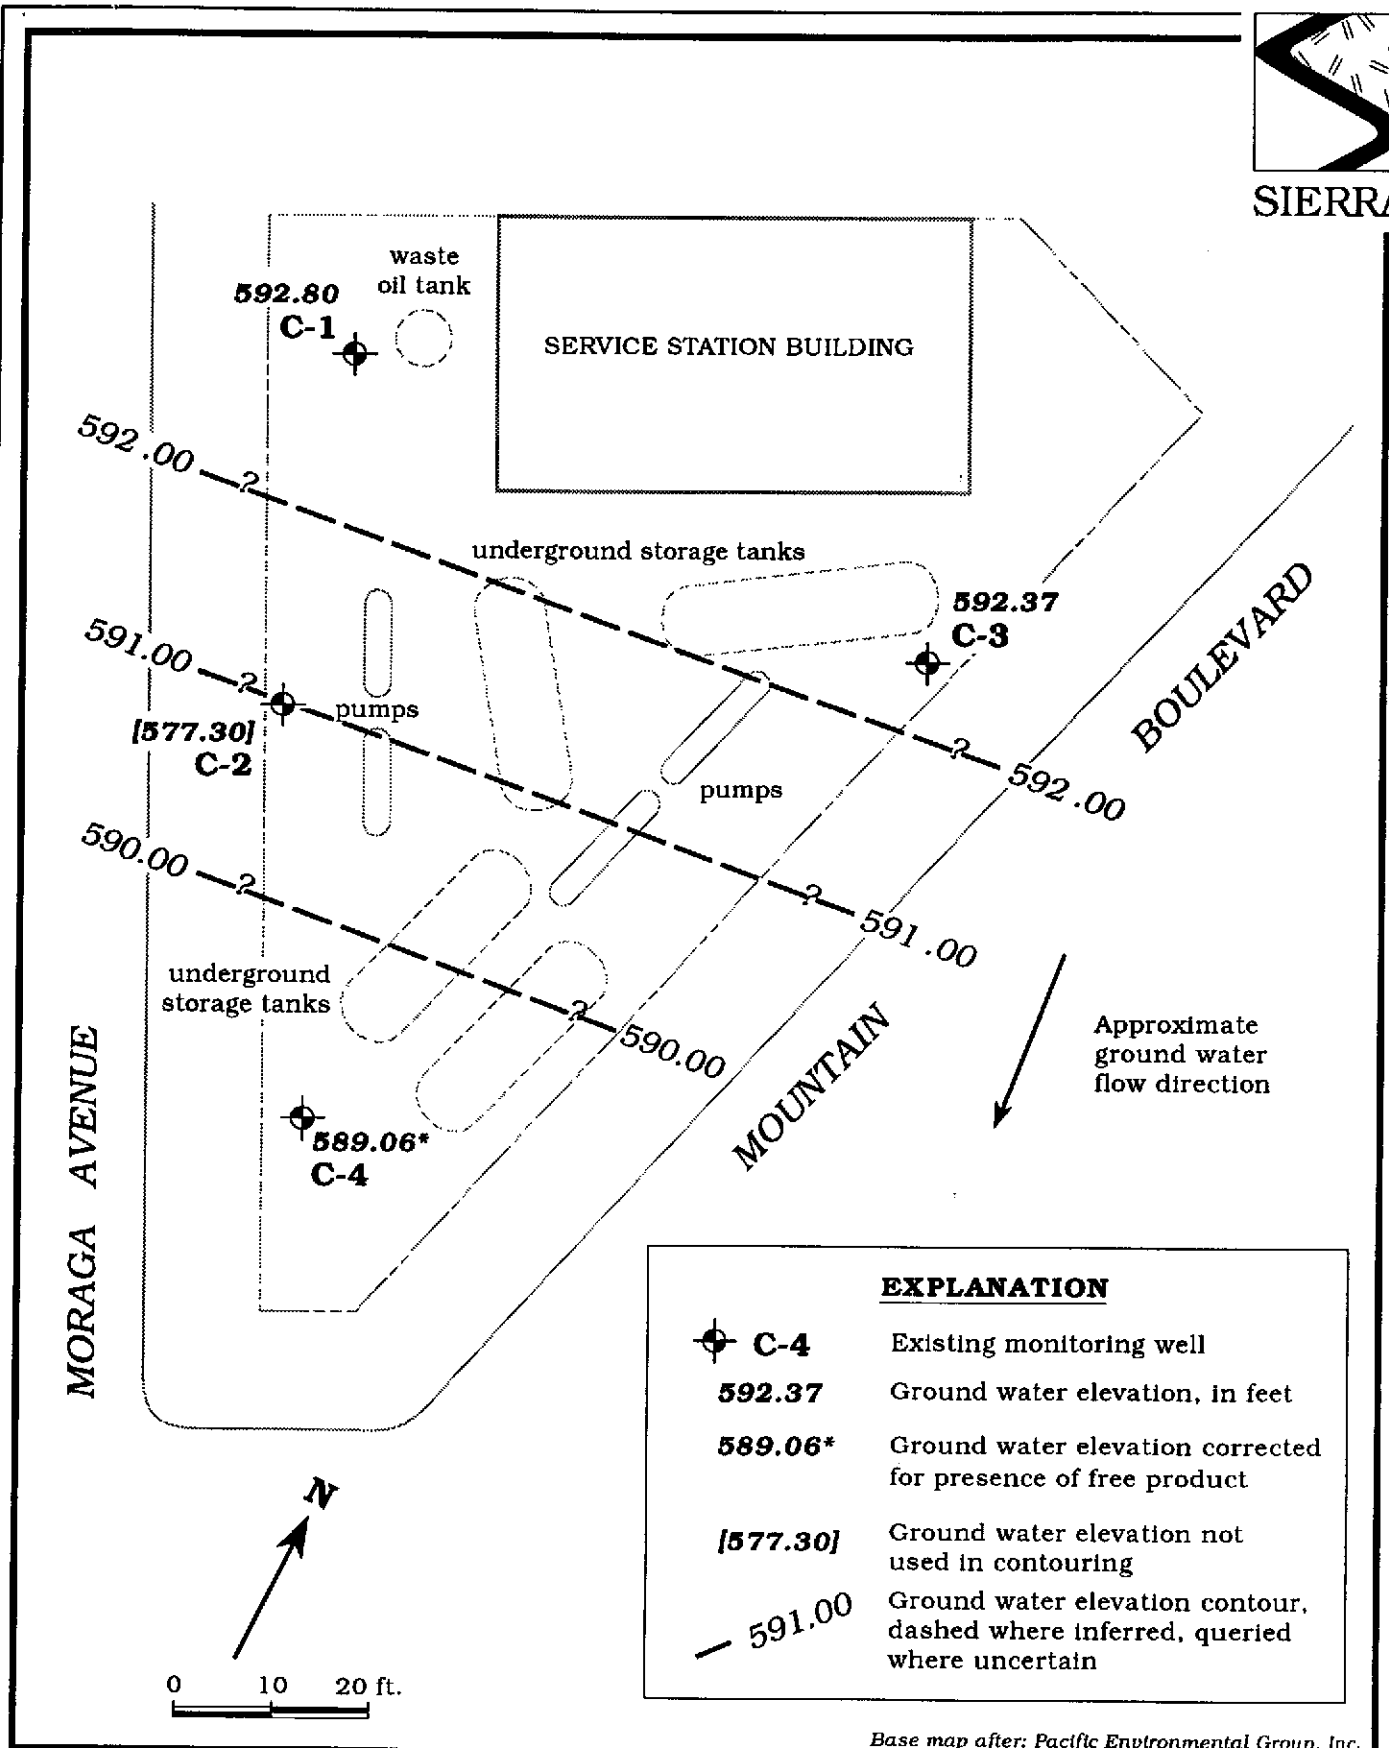 SIERRA
waste
oil tank
592.80
C-1
SERVICE STATION BUILDING
592.00
?
underground storage tanks
592.37
C-3
BOULEVARD
591.00
?
pumps
[577.30]
C-2
?
592.00
pumps
590.00
?
?
591.00
underground
storage tanks
?
590.00
MOUNTAIN
Approximate
ground water
flow direction
MORAGA AVENUE
589.06*
C-4
EXPLANATION
C-4 Existing monitoring well
592.37 Ground water elevation, in feet
589.06* Ground water elevation corrected
for presence of free product
[577.30] Ground water elevation not
used in contouring
591.00 Ground water elevation contour,
dashed where inferred, queried
where uncertain
N
0 10 20 ft.
Base map after: Pacific Environmental Group, Inc.